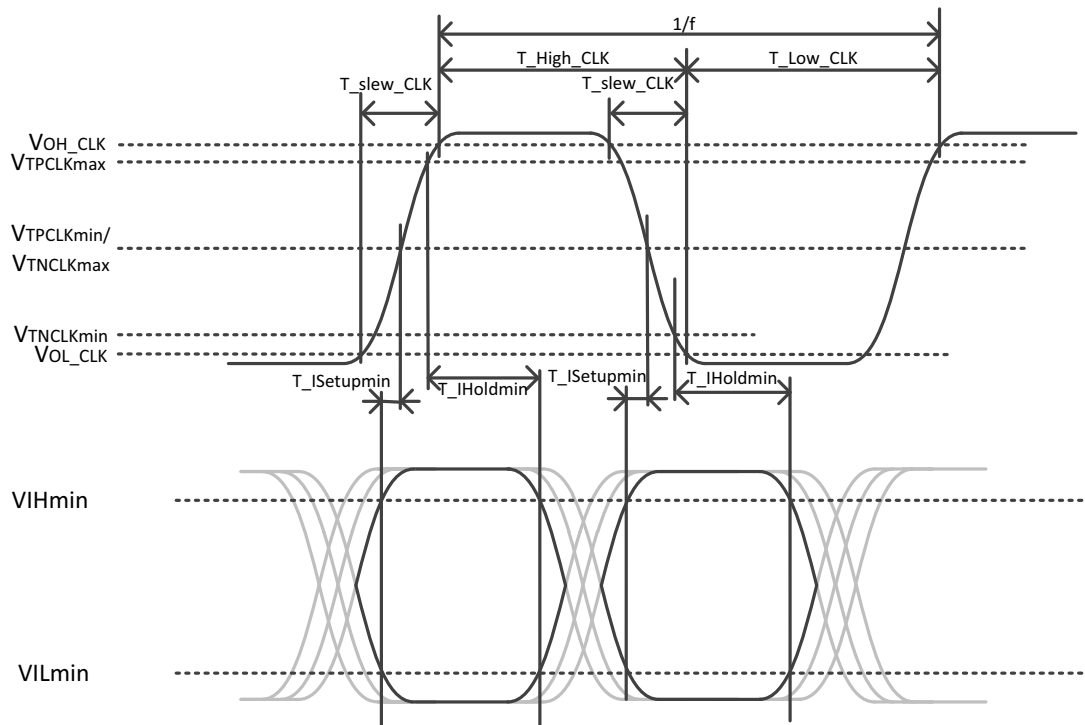 1/f
T_High_CLK
T_Low_CLK
T_slew_CLK
T_slew_CLK
VOH_CLK
VTPCLKmax
VTPCLKmin/
VTNCLKmax
VTNCLKmin
VOL_CLK
T_ISetupmin
T_IHoldmin
T_ISetupmin
T_IHoldmin
VIHmin
VILmin